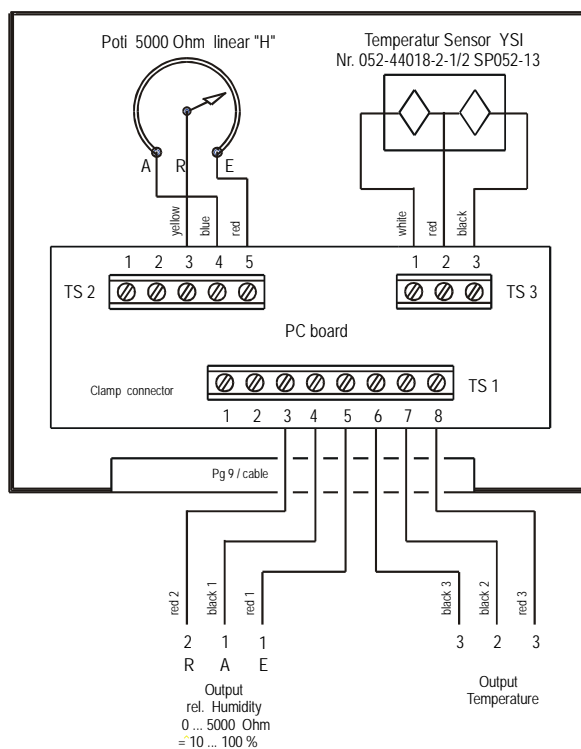 Poti 5000 Ohm linear "H"
Temperatur Sensor YSI
Nr. 052-44018-2-1/2 SP052-13
A R E
yellow
blue
red
white
red
black
1 2 3 4 5
1 2 3
TS 2
TS 3
PC board
Clamp connector
TS 1
1 2 3 4 5 6 7 8
Pg 9 / cable
red 2
black 1
red 1
black 3
black 2
red 3
2 1 1 3 2 3
R A E
Output
rel. Humidity
0 ... 5000 Ohm
= 10 ... 100 %
Output
Temperature